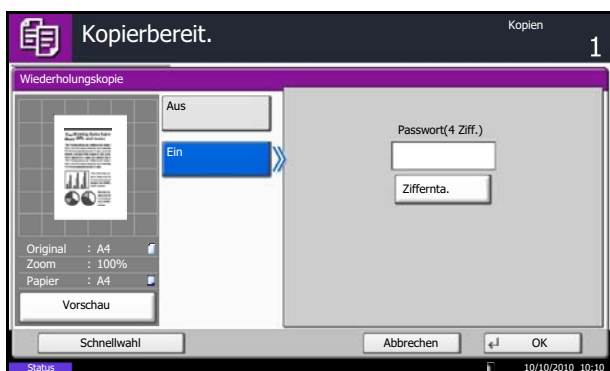 Kopierbereit.
Kopien
1
Wiederholungskopie
Aus
Ein
Passwort(4 Ziff.)
Ziffernta.
Original : A4
Zoom : 100%
Papier : A4
Vorschau
Schnellwahl
Abbrechen
OK
Status
10/10/2010 10:10